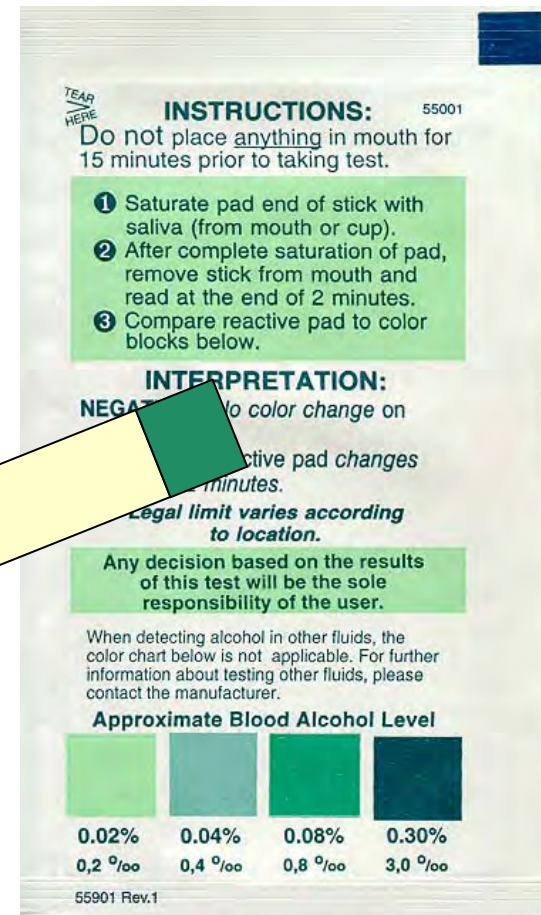 TEAR
HERE
INSTRUCTIONS: 55001
Do not place anything in mouth for
15 minutes prior to taking test.
❶ Saturate pad end of stick with
saliva (from mouth or cup).
❷ After complete saturation of pad,
remove stick from mouth and
read at the end of 2 minutes.
❸ Compare reactive pad to color
blocks below.
INTERPRETATION:
color change on
pad changes
minutes.
Legal limit varies according
to location.
Any decision based on the results
of this test will be the sole
responsibility of the user.
When detecting alcohol in other fluids, the
color chart below is not applicable. For further
information about testing other fluids, please
contact the manufacturer.
Approximate Blood Alcohol Level
0.02% 0.04% 0.08% 0.30%
0,2 ‰ 0,4 ‰ 0,8 ‰ 3,0 ‰
55901 Rev.1